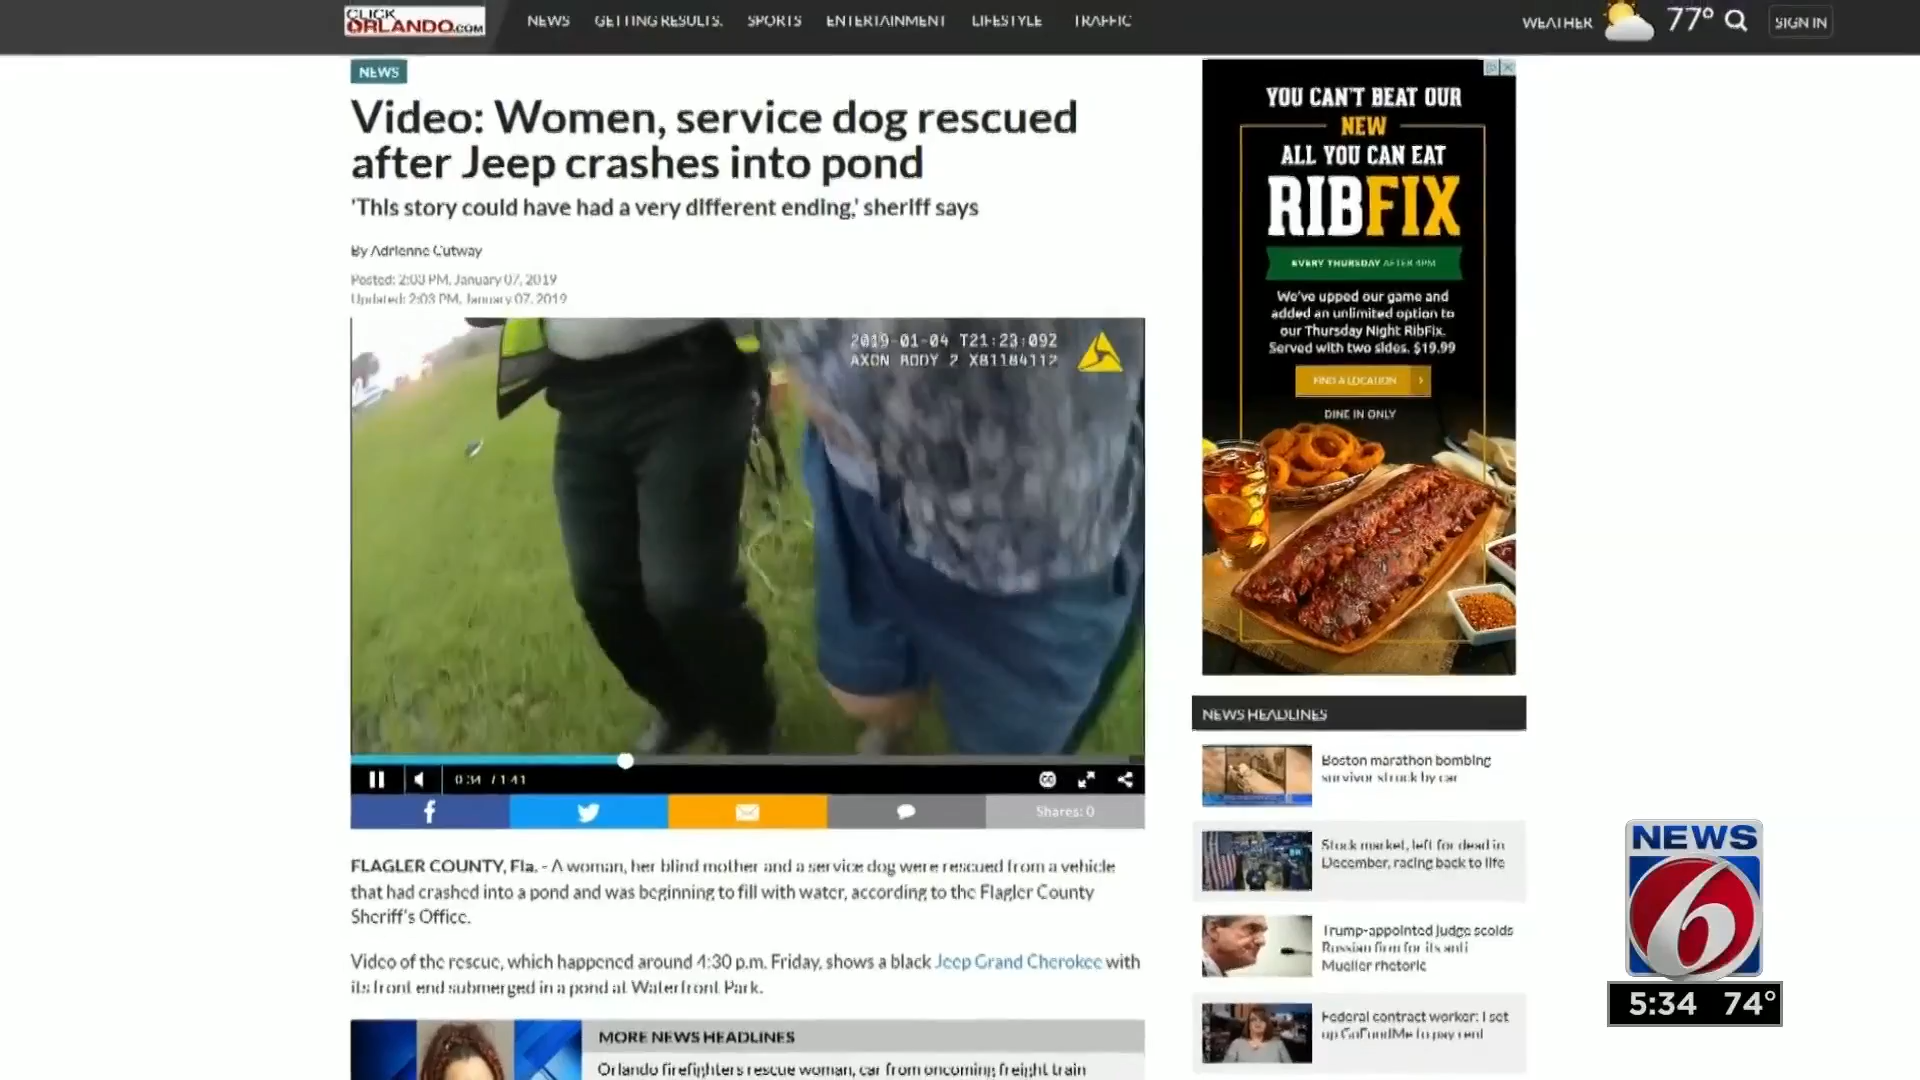 CLICK
ORLANDO.COM
NEWS
GETTING RESULTS.
SPORTS
ENTERTAINMENT
LIFESTYLE
TRAFFIC
WEATHER
77°
SIGN IN
NEWS
Video: Women, service dog rescued
after Jeep crashes into pond
'This story could have had a very different ending,' sheriff says
By Adrienne Cutway
Posted: 2:03 PM, January 07, 2019
Updated: 2:03 PM, January 07, 2019
2019-01-04 T21:23:09Z
AXON BODY 2 X81184112
0:34 / 1:41
CC
Shares: 0
FLAGLER COUNTY, Fla. - A woman, her blind mother and a service dog were rescued from a vehicle
that had crashed into a pond and was beginning to fill with water, according to the Flagler County
Sheriff's Office.
Video of the rescue, which happened around 4:30 p.m. Friday, shows a black Jeep Grand Cherokee with
its front end submerged in a pond at Waterfront Park.
MORE NEWS HEADLINES
Orlando firefighters rescue woman, car from oncoming freight train
YOU CAN'T BEAT OUR
NEW
ALL YOU CAN EAT
RIBFIX
EVERY THURSDAY AFTER 4PM
We've upped our game and
added an unlimited option to
our Thursday Night RibFix.
Served with two sides. $19.99
FIND A LOCATION
DINE IN ONLY
NEWS HEADLINES
Boston marathon bombing
survivor struck by car
Stock market, left for dead in
December, racing back to life
Trump-appointed judge scolds
Russian firm for its anti
Mueller rhetoric
Federal contract worker: I set
up GoFundMe to pay rent
NEWS
6
5:34 74°